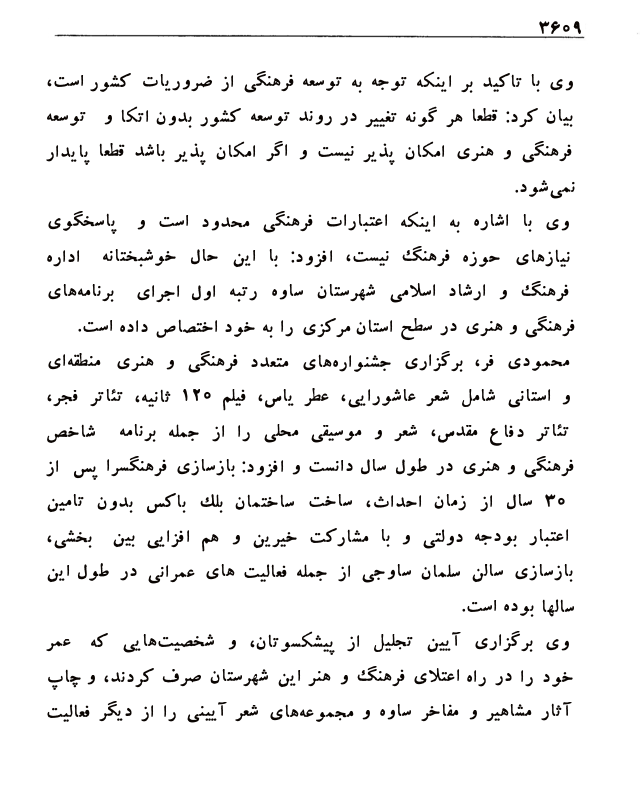 ۳۶۰۹
وی با تاکید بر اینکه توجه به توسعه فرهنگی از ضروریات کشور است،
بیان کرد: قطعا هر گونه تغییر در روند توسعه کشور بدون اتکا و توسعه
فرهنگی و هنری امکان پذیر نیست و اگر امکان پذیر باشد قطعا پایدار
نمی‌شود.
وی با اشاره به اینکه اعتبارات فرهنگی محدود است و پاسخگوی
نیازهای حوزه فرهنگ نیست، افزود: با این حال خوشبختانه اداره
فرهنگ و ارشاد اسلامی شهرستان ساوه رتبه اول اجرای برنامه‌های
فرهنگی و هنری در سطح استان مرکزی را به خود اختصاص داده است.
محمودی فر، برگزاری جشنواره‌های متعدد فرهنگی و هنری منطقه‌ای
و استانی شامل شعر عاشورایی، عطر یاس، فیلم ۱۲۰ ثانیه، تئاتر فجر،
تئاتر دفاع مقدس، شعر و موسیقی محلی را از جمله برنامه شاخص
فرهنگی و هنری در طول سال دانست و افزود: بازسازی فرهنگسرا پس از
۳۰ سال از زمان احداث، ساخت ساختمان بلك باکس بدون تامین
اعتبار بودجه دولتی و با مشارکت خیرین و هم افزایی بین بخشی،
بازسازی سالن سلمان ساوجی از جمله فعالیت های عمرانی در طول این
سالها بوده است.
وی برگزاری آیین تجلیل از پیشکسوتان، و شخصیت‌هایی که عمر
خود را در راه اعتلای فرهنگ و هنر این شهرستان صرف کردند، و چاپ
آثار مشاهیر و مفاخر ساوه و مجموعه‌های شعر آیینی را از دیگر فعالیت